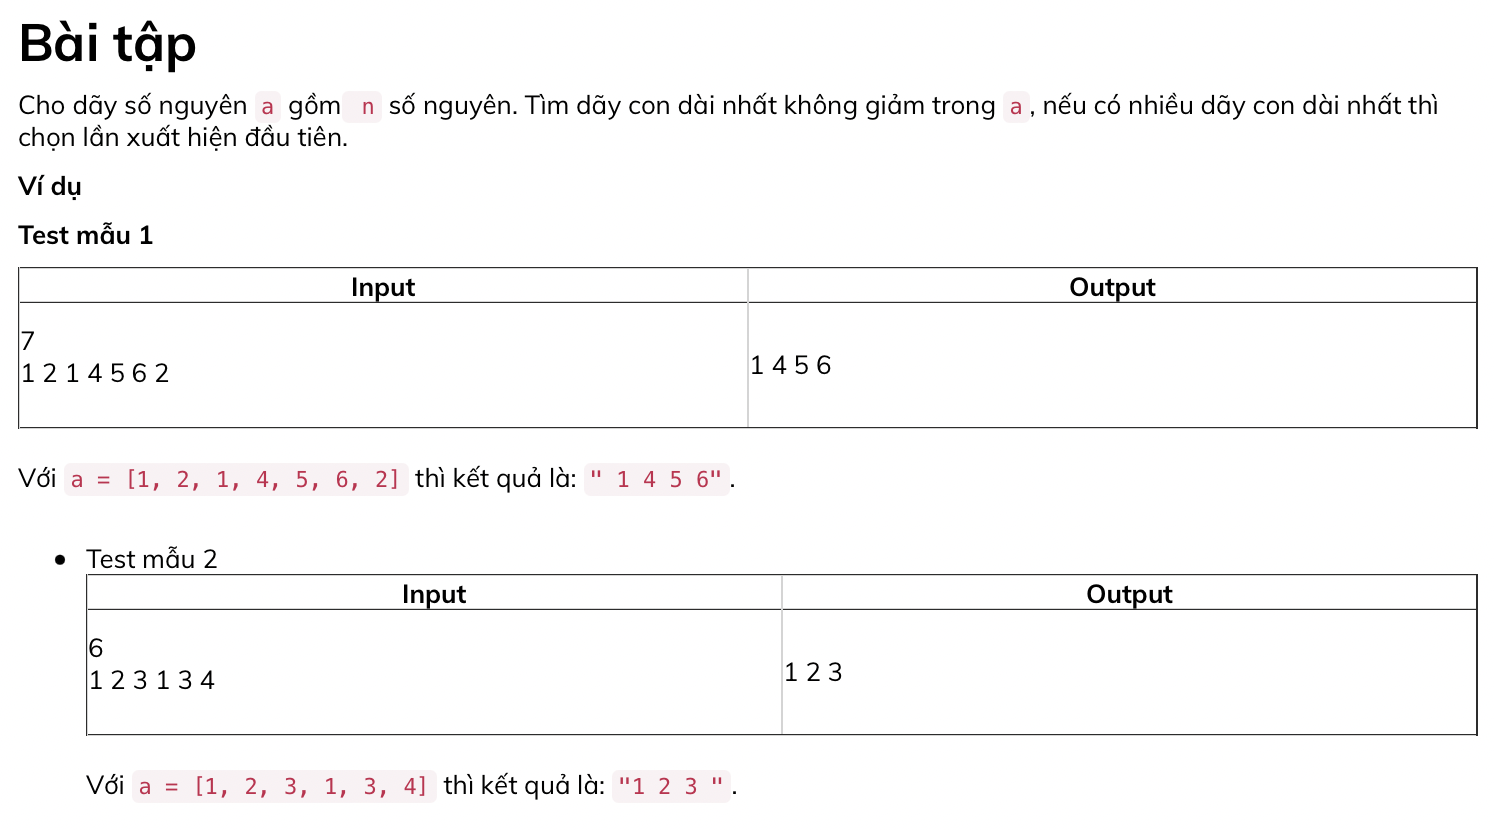 Bài tập
Cho dãy số nguyên a gồm n số nguyên. Tìm dãy con dài nhất không giảm trong a, nếu có nhiều dãy con dài nhất thì
chọn lần xuất hiện đầu tiên.
Ví dụ
Test mẫu 1
Input Output
7
1 2 1 4 5 6 2
1 4 5 6
Với a = [1, 2, 1, 4, 5, 6, 2] thì kết quả là: " 1 4 5 6".
• Test mẫu 2
Input Output
6
1 2 3 1 3 4
1 2 3
Với a = [1, 2, 3, 1, 3, 4] thì kết quả là: "1 2 3 ".